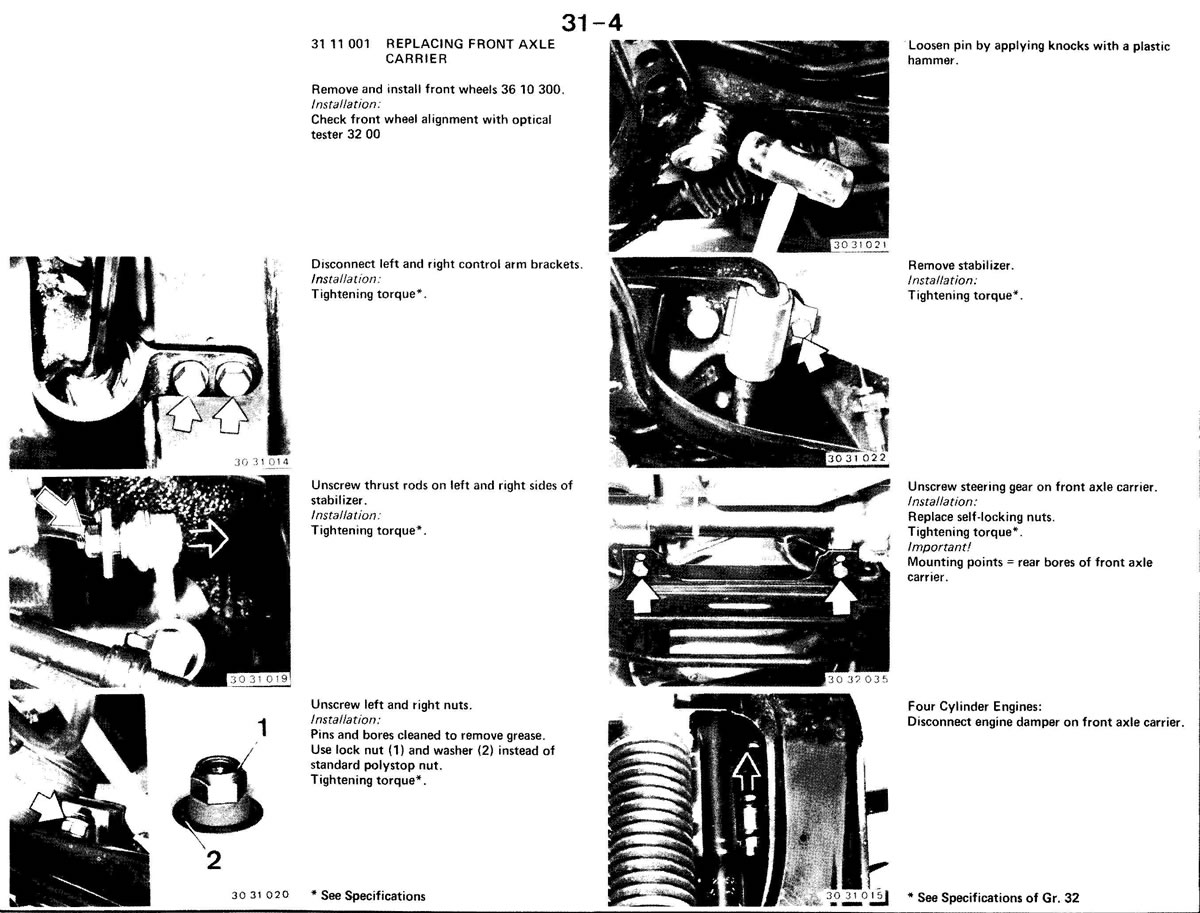 31-4
31 11 001 REPLACING FRONT AXLE
CARRIER
Remove and install front wheels 36 10 300.
Installation:
Check front wheel alignment with optical
tester 32 00
Disconnect left and right control arm brackets.
Installation:
Tightening torque*.
30 31 014
Unscrew thrust rods on left and right sides of
stabilizer.
Installation:
Tightening torque*.
30 31 019
Unscrew left and right nuts.
Installation:
Pins and bores cleaned to remove grease.
Use lock nut (1) and washer (2) instead of
standard polystop nut.
Tightening torque*.
1
2
30 31 020
* See Specifications
Loosen pin by applying knocks with a plastic
hammer.
30 31 021
Remove stabilizer.
Installation:
Tightening torque*.
30 31 022
Unscrew steering gear on front axle carrier.
Installation:
Replace self-locking nuts.
Tightening torque*.
Important!
Mounting points = rear bores of front axle
carrier.
30 32 035
Four Cylinder Engines:
Disconnect engine damper on front axle carrier.
30 31 015
* See Specifications of Gr. 32